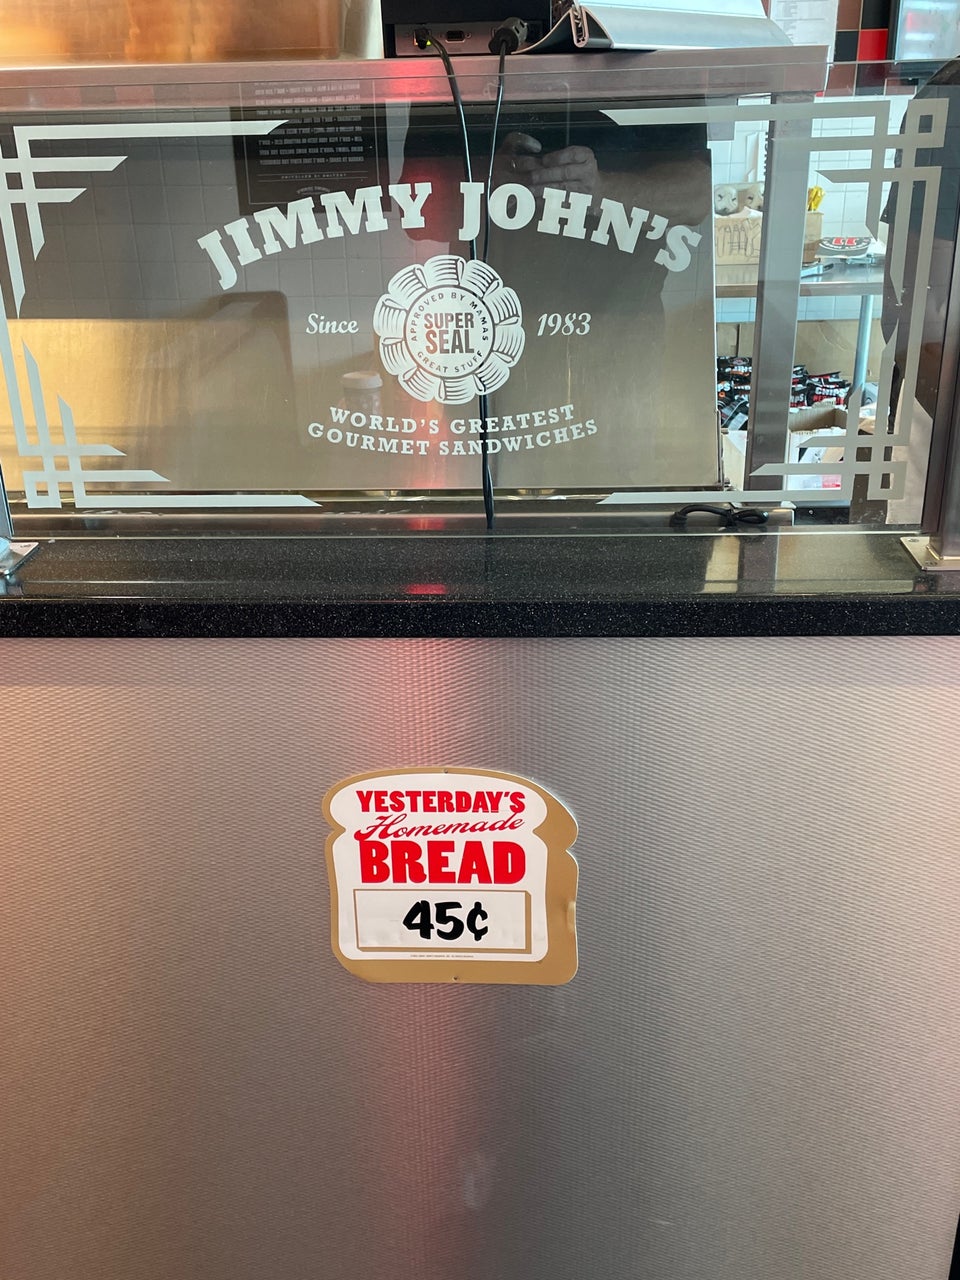 JIMMY JOHN'S
Since 1983
APPROVED BY MAMAS
SUPER
SEAL
GREAT STUFF
WORLD'S GREATEST
GOURMET SANDWICHES
YESTERDAY'S
Homemade
BREAD
45¢